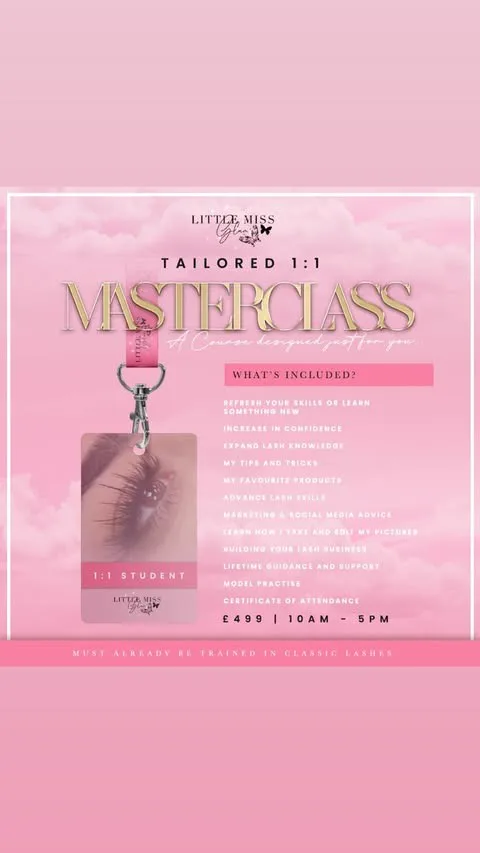 LITTLE MISS
Glam
TAILORED 1:1
MASTERCLASS
A Course designed just for you.
WHAT'S INCLUDED?
REFRESH YOUR SKILLS OR LEARN
SOMETHING NEW
INCREASE IN CONFIDENCE
EXPAND LASH KNOWLEDGE
MY TIPS AND TRICKS
MY FAVOURITE PRODUCTS
ADVANCE LASH SKILLS
MARKETING & SOCIAL MEDIA ADVICE
LEARN HOW I TAKE AND EDIT MY PICTURES
BUILDING YOUR LASH BUSINESS
LIFETIME GUIDANCE AND SUPPORT
MODEL PRACTISE
CERTIFICATE OF ATTENDANCE
£499 | 10AM - 5PM
1:1 STUDENT
LITTLE MISS
Glam
MUST ALREADY BE TRAINED IN CLASSIC LASHES